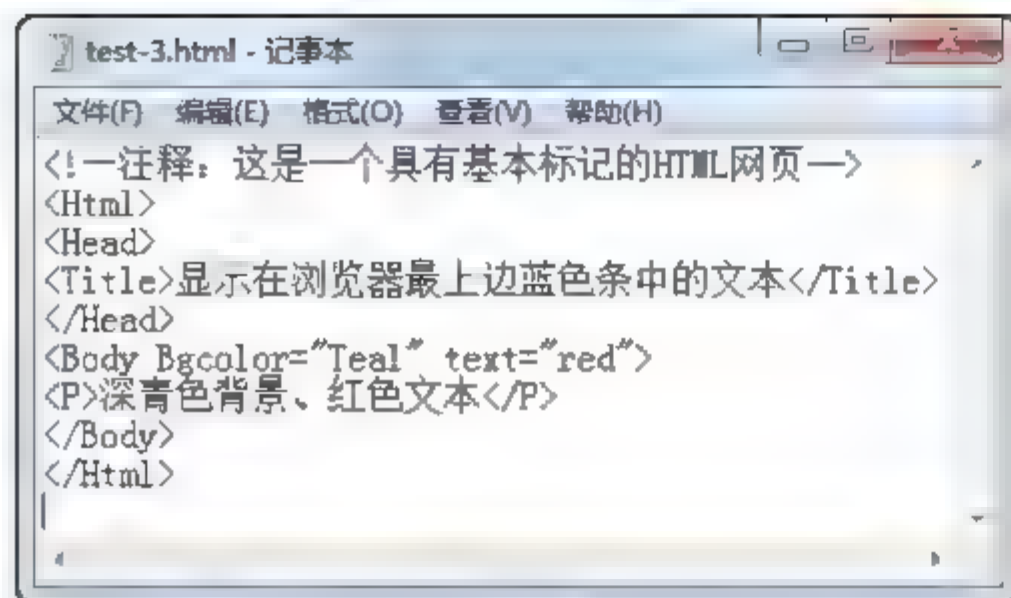 test-3.html - 记事本
文件(F) 编辑(E) 格式(O) 查看(V) 帮助(H)
<!一注释：这是一个具有基本标记的HTML网页—>
<Html>
<Head>
<Title>显示在浏览器最上边蓝色条中的文本</Title>
</Head>
<Body Bgcolor="Teal" text="red">
<P>深青色背景、红色文本</P>
</Body>
</Html>